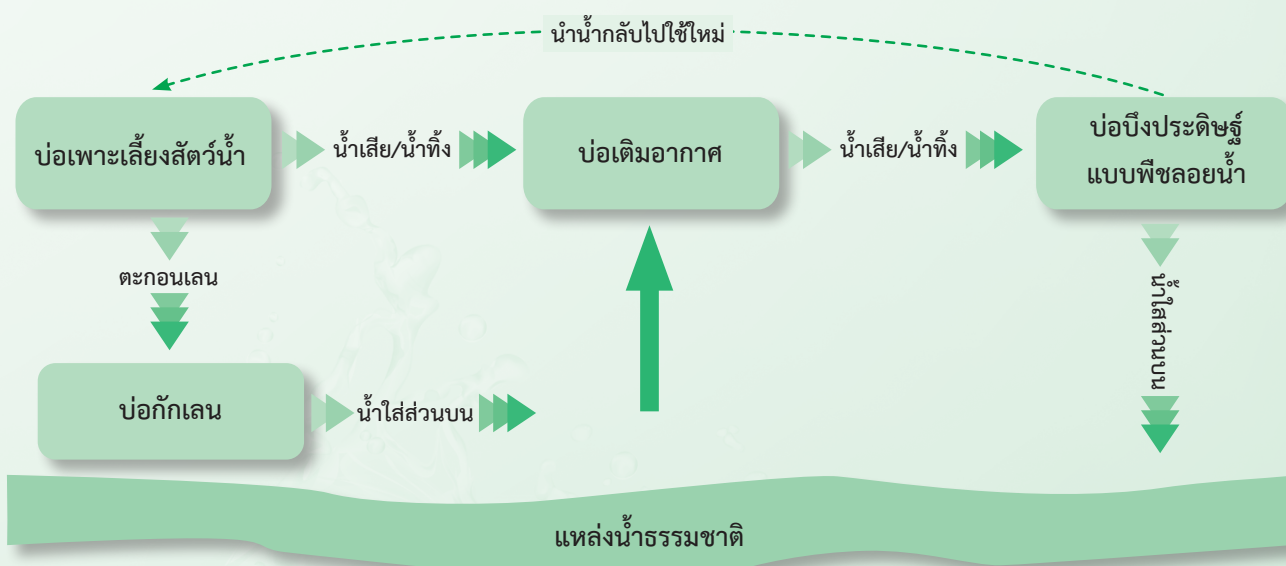 นำน้ำกลับไปใช้ใหม่
บ่อเพาะเลี้ยงสัตว์น้ำ
น้ำเสีย/น้ำทิ้ง
บ่อเติมอากาศ
น้ำเสีย/น้ำทิ้ง
บ่อบึงประดิษฐ์
แบบพืชลอยน้ำ
ตะกอนเลน
น้ำใสส่วนบน
บ่อกักเลน
น้ำใส่ส่วนบน
แหล่งน้ำธรรมชาติ